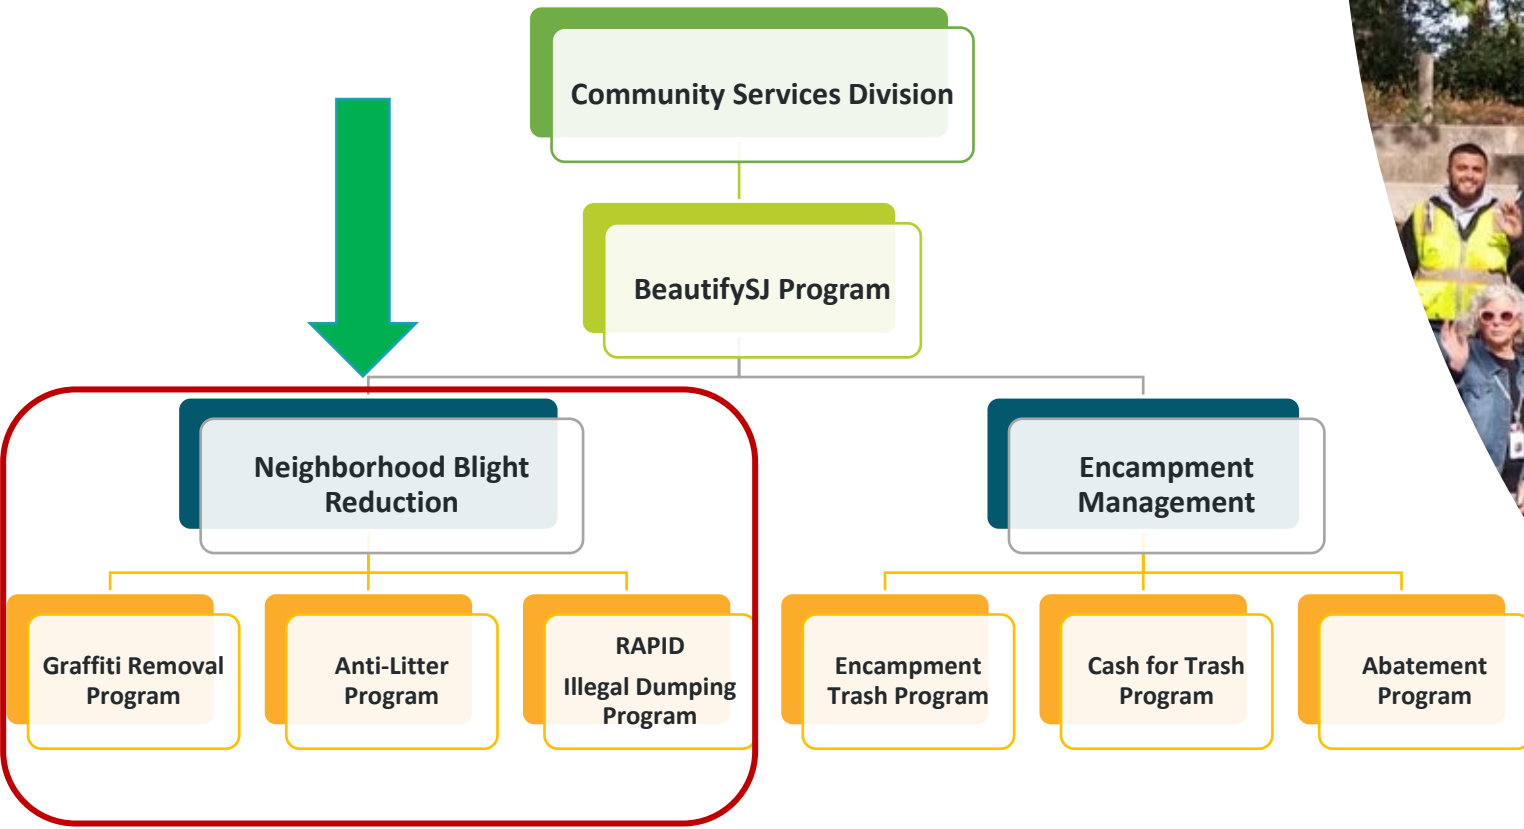 Community Services Division
BeautifySJ Program
Neighborhood Blight
Reduction
Encampment
Management
Graffiti Removal
Program
Anti-Litter
Program
RAPID
Illegal Dumping
Program
Encampment
Trash Program
Cash for Trash
Program
Abatement
Program